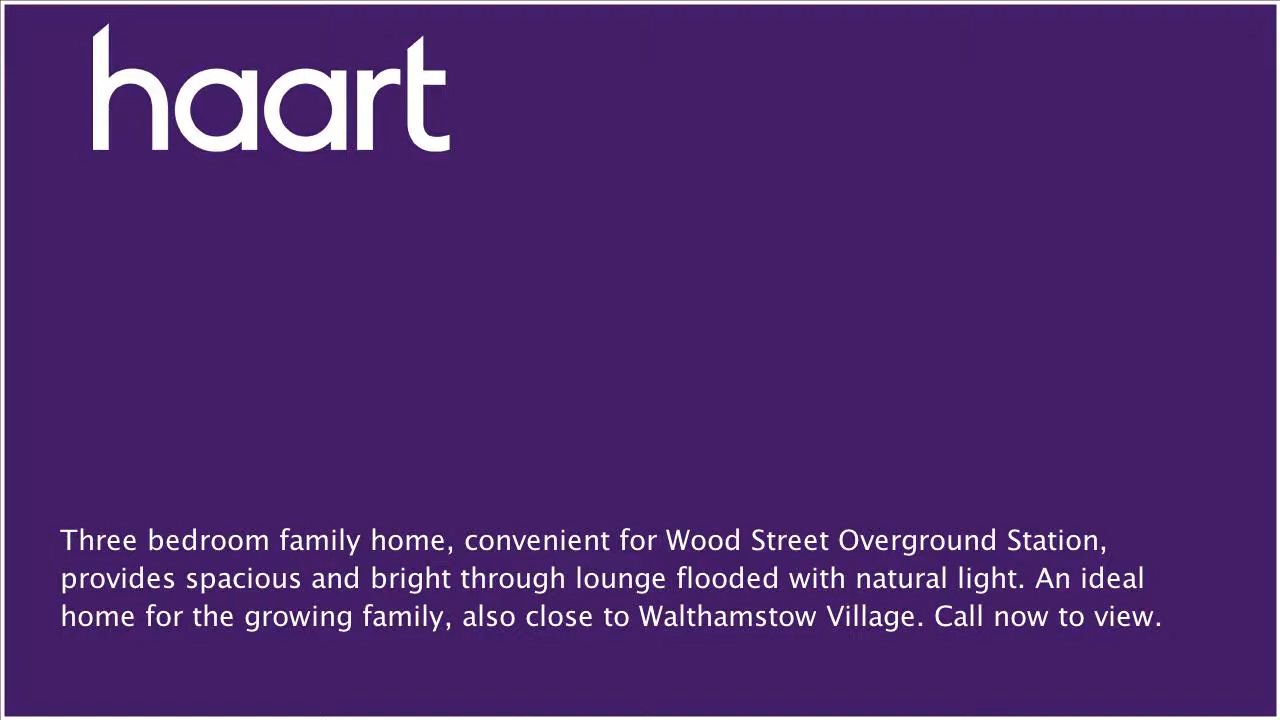 haart
Three bedroom family home, convenient for Wood Street Overground Station,
provides spacious and bright through lounge flooded with natural light. An ideal
home for the growing family, also close to Walthamstow Village. Call now to view.